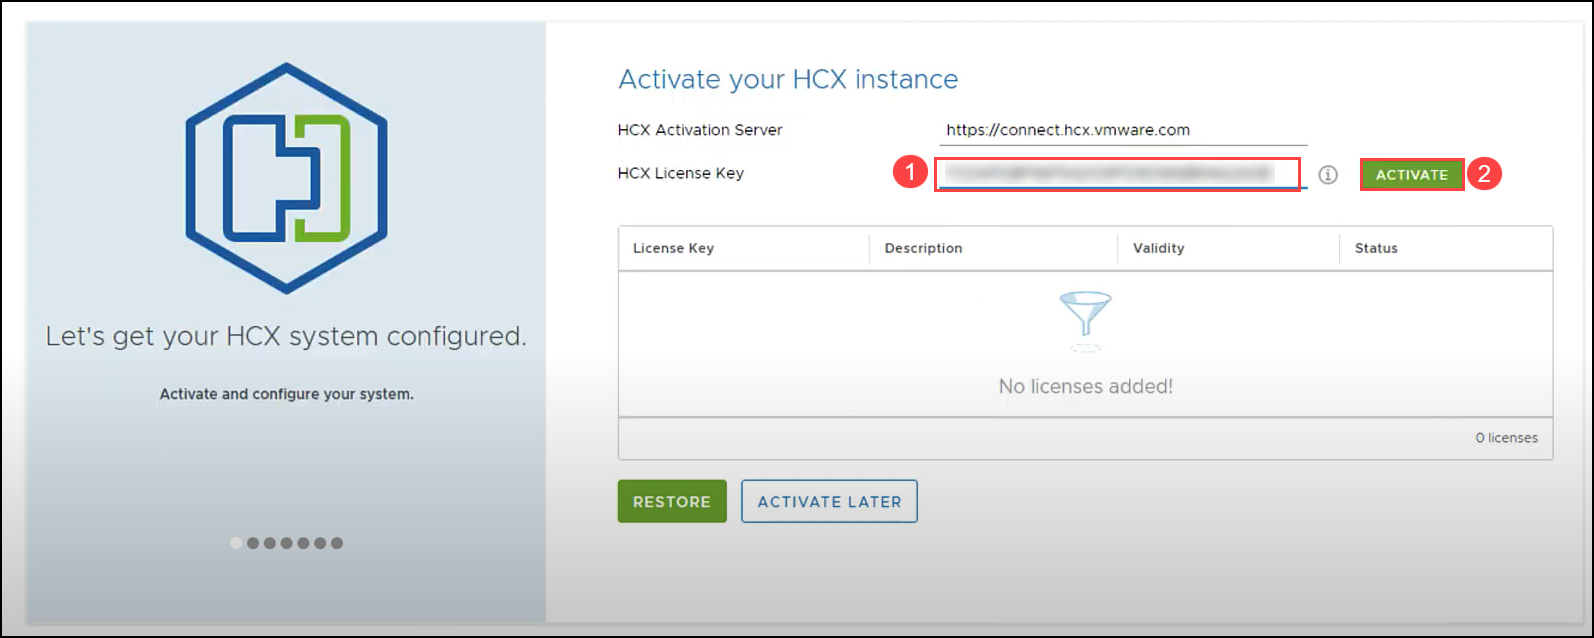 Let's get your HCX system configured.
Activate and configure your system.
Activate your HCX instance
HCX Activation Server
https://connect.hcx.vmware.com
HCX License Key
1
ACTIVATE
2
License Key
Description
Validity
Status
No licenses added!
0 licenses
RESTORE
ACTIVATE LATER